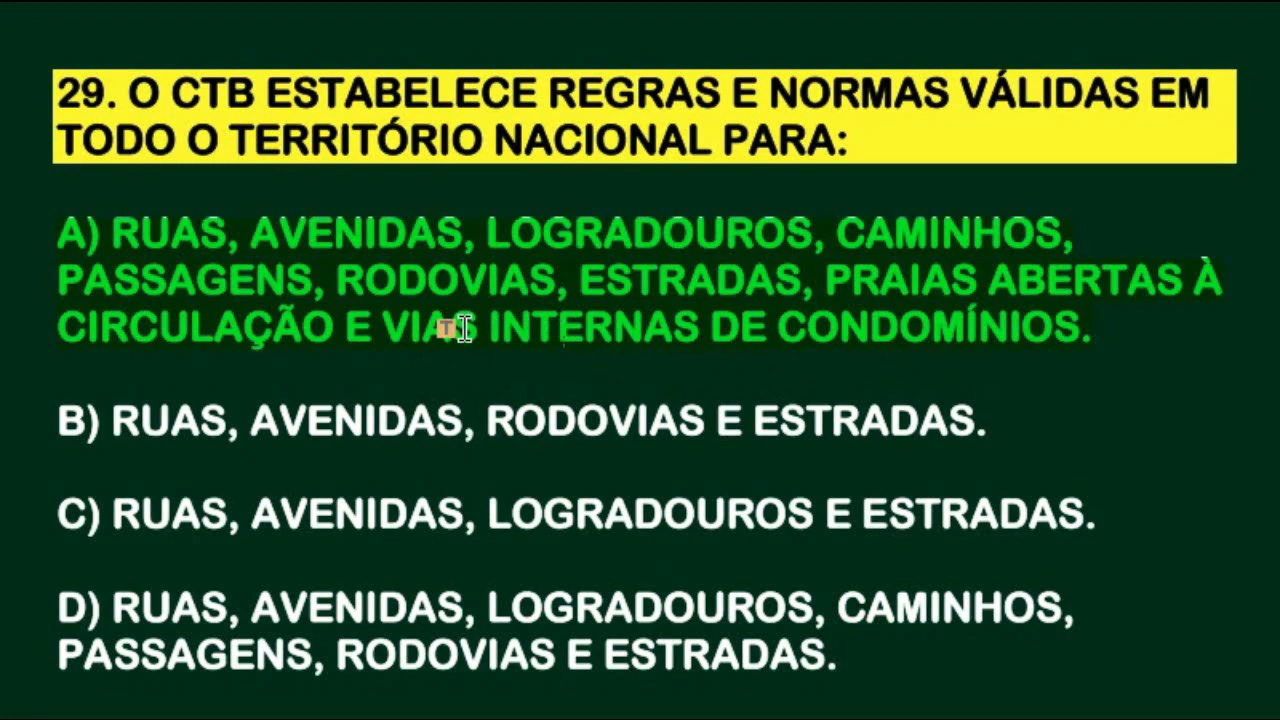 29. O CTB ESTABELECE REGRAS E NORMAS VÁLIDAS EM
TODO O TERRITÓRIO NACIONAL PARA:
A) RUAS, AVENIDAS, LOGRADOUROS, CAMINHOS,
PASSAGENS, RODOVIAS, ESTRADAS, PRAIAS ABERTAS À
CIRCULAÇÃO E VIAS INTERNAS DE CONDOMÍNIOS.
B) RUAS, AVENIDAS, RODOVIAS E ESTRADAS.
C) RUAS, AVENIDAS, LOGRADOUROS E ESTRADAS.
D) RUAS, AVENIDAS, LOGRADOUROS, CAMINHOS,
PASSAGENS, RODOVIAS E ESTRADAS.